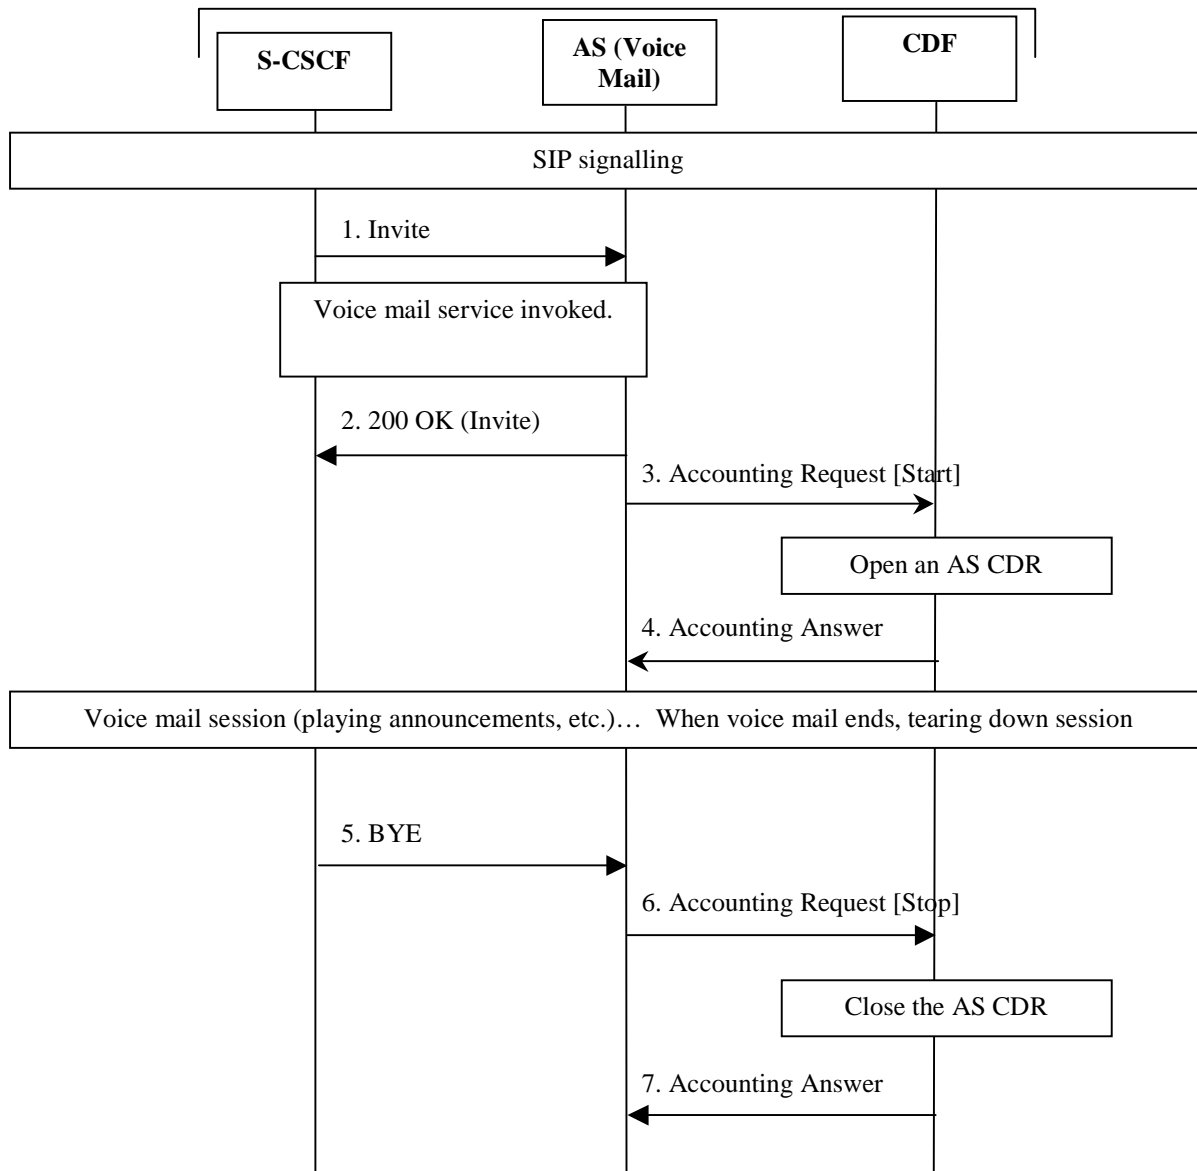 S-CSCF
AS (Voice
Mail)
CDF
SIP signalling
1. Invite
Voice mail service invoked.
2. 200 OK (Invite)
3. Accounting Request [Start]
Open an AS CDR
4. Accounting Answer
Voice mail session (playing announcements, etc.)… When voice mail ends, tearing down session
5. BYE
6. Accounting Request [Stop]
Close the AS CDR
7. Accounting Answer